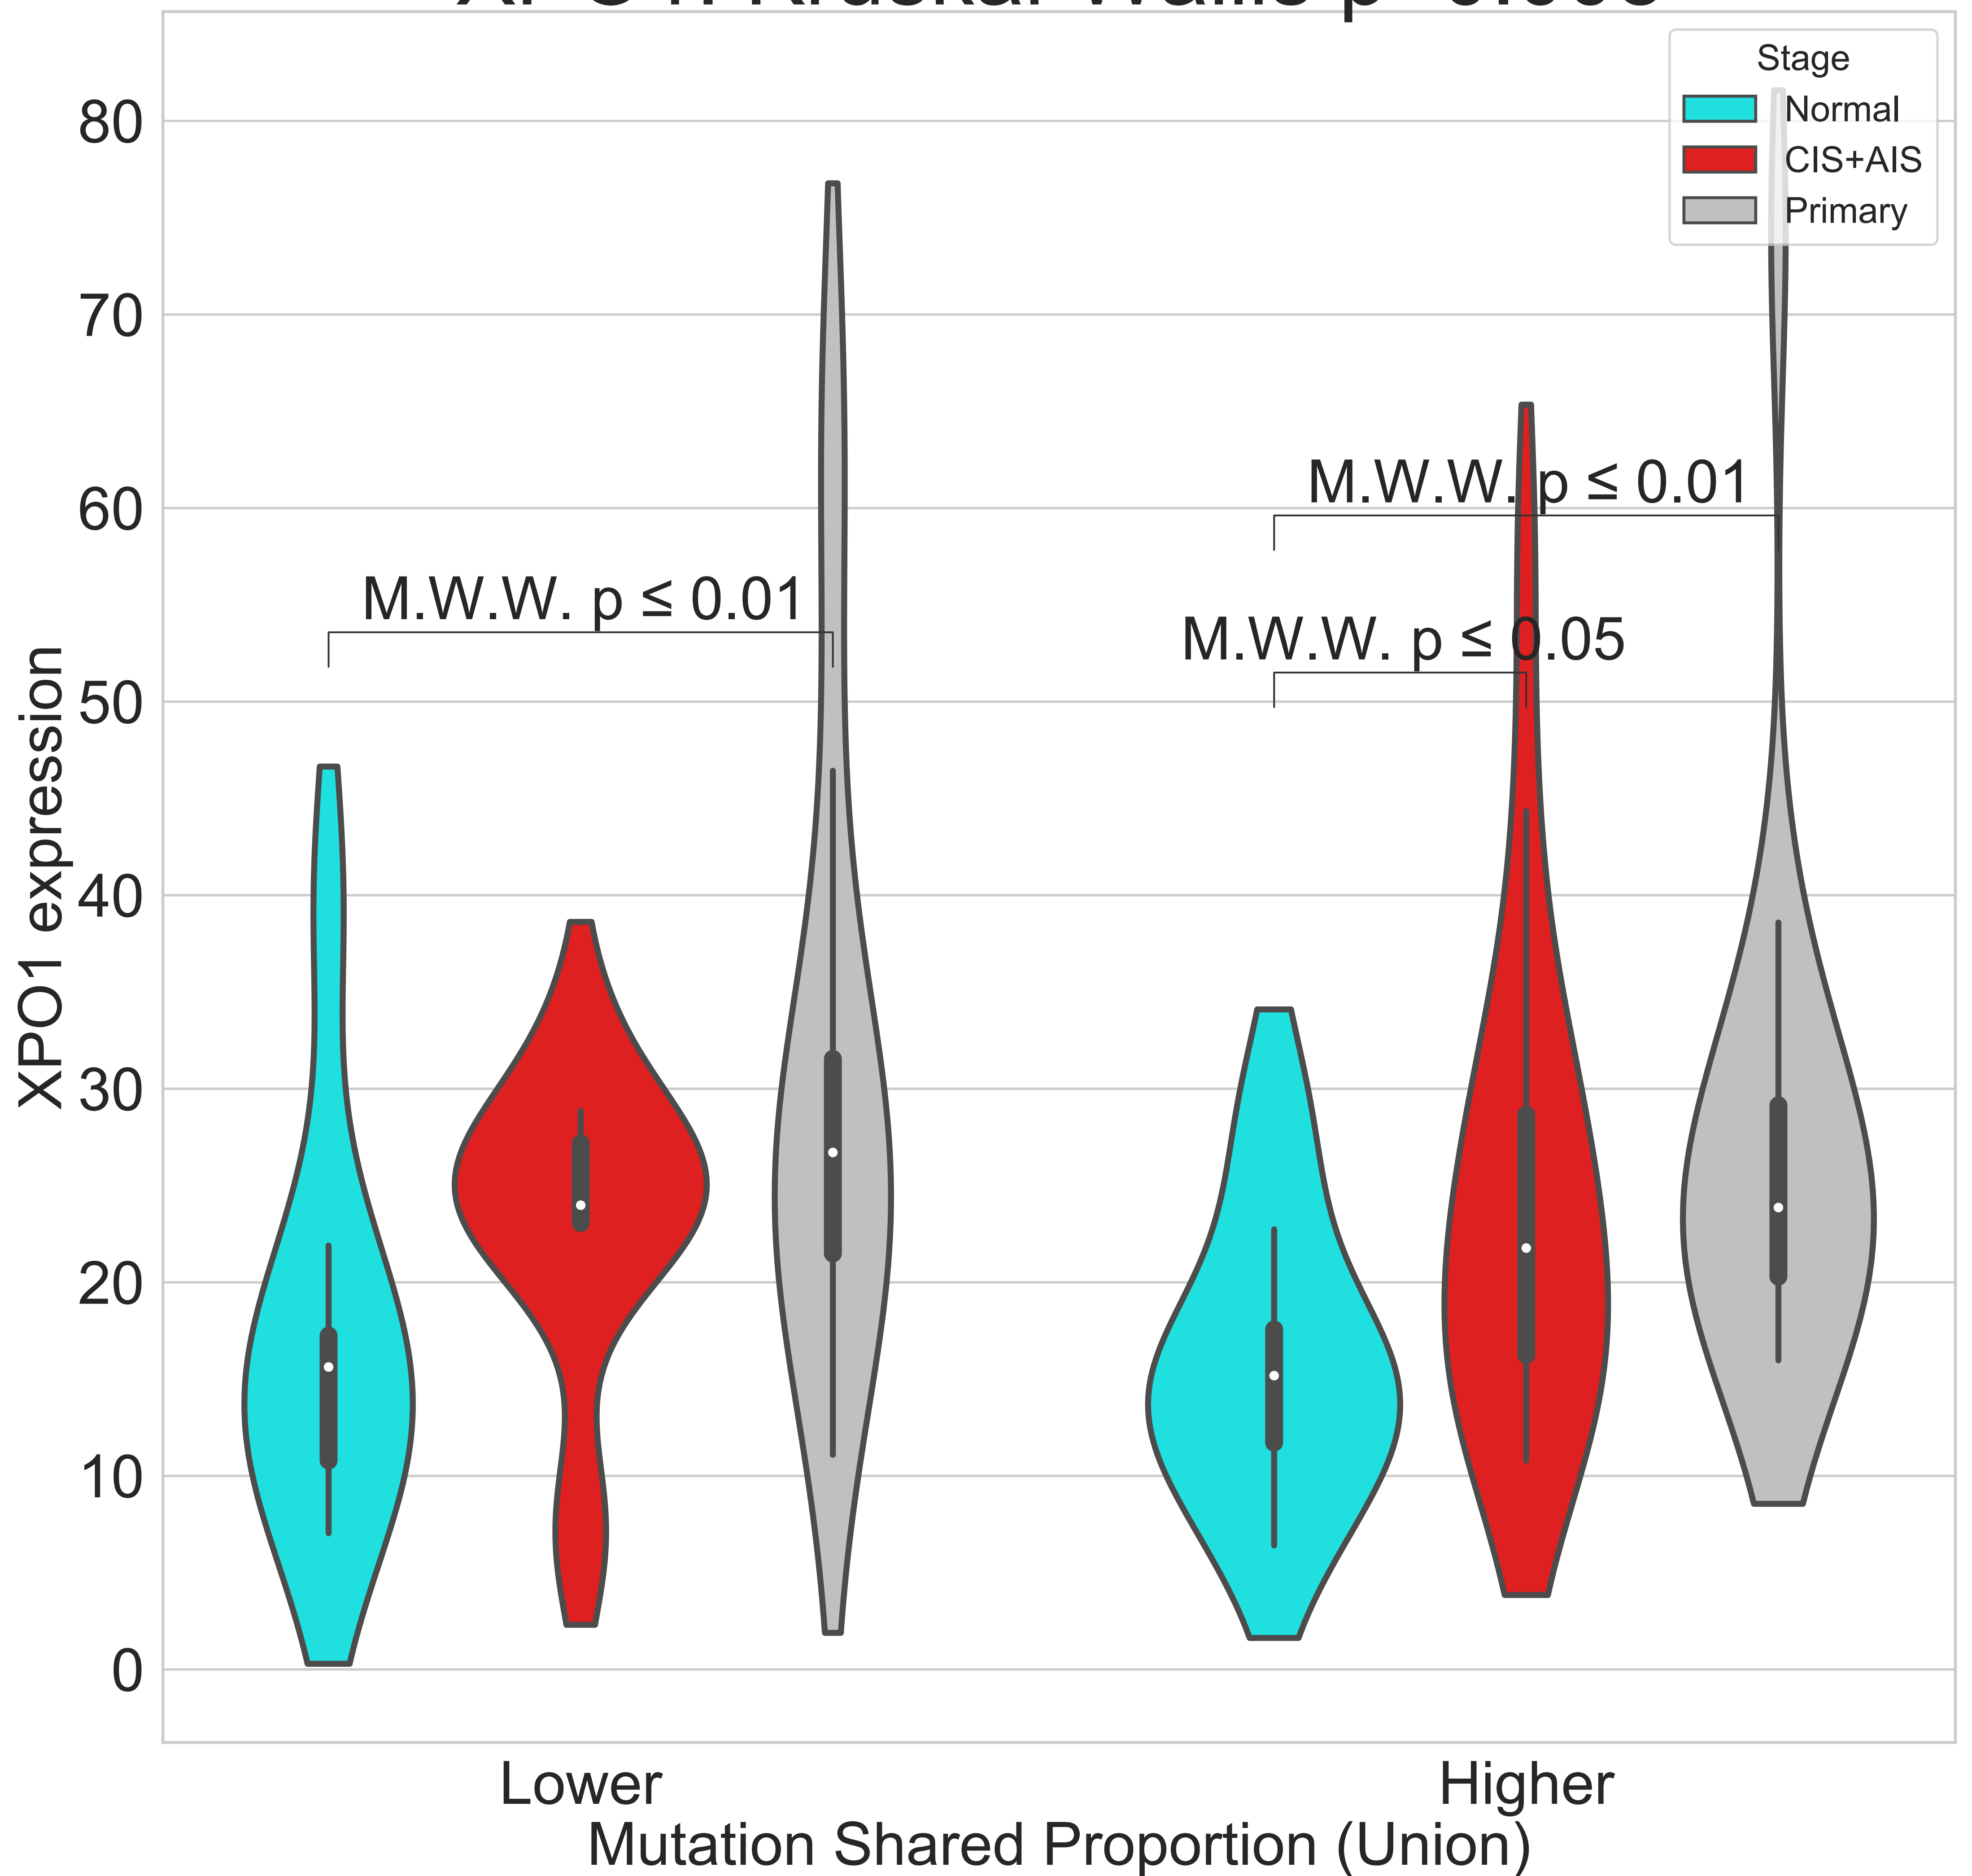 Stage
Normal
CIS+AIS
Primary
80
70
60
50
40
30
20
10
0
XPO1 expression
M.W.W. p ≤ 0.01
M.W.W. p ≤ 0.01
M.W.W. p ≤ 0.05
Lower
Higher
Mutation Shared Proportion (Union)